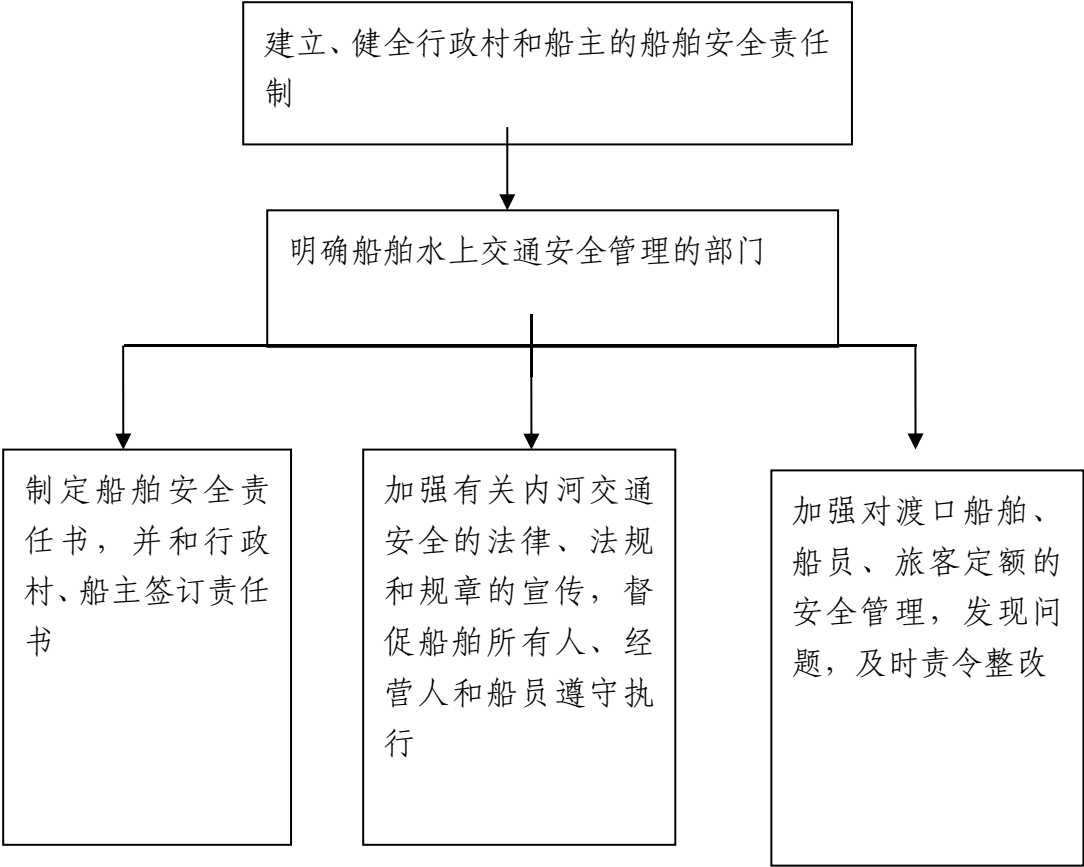 建立、健全行政村和船主的船舶安全责任
制
明确船舶水上交通安全管理的部门
制定船舶安全责
任书，并和行政
村、船主签订责任
书
加强有关内河交通
安全的法律、法规
和规章的宣传，督
促船舶所有人、经
营人和船员遵守执
行
加强对渡口船舶、
船员、旅客定额的
安全管理，发现问
题，及时责令整改